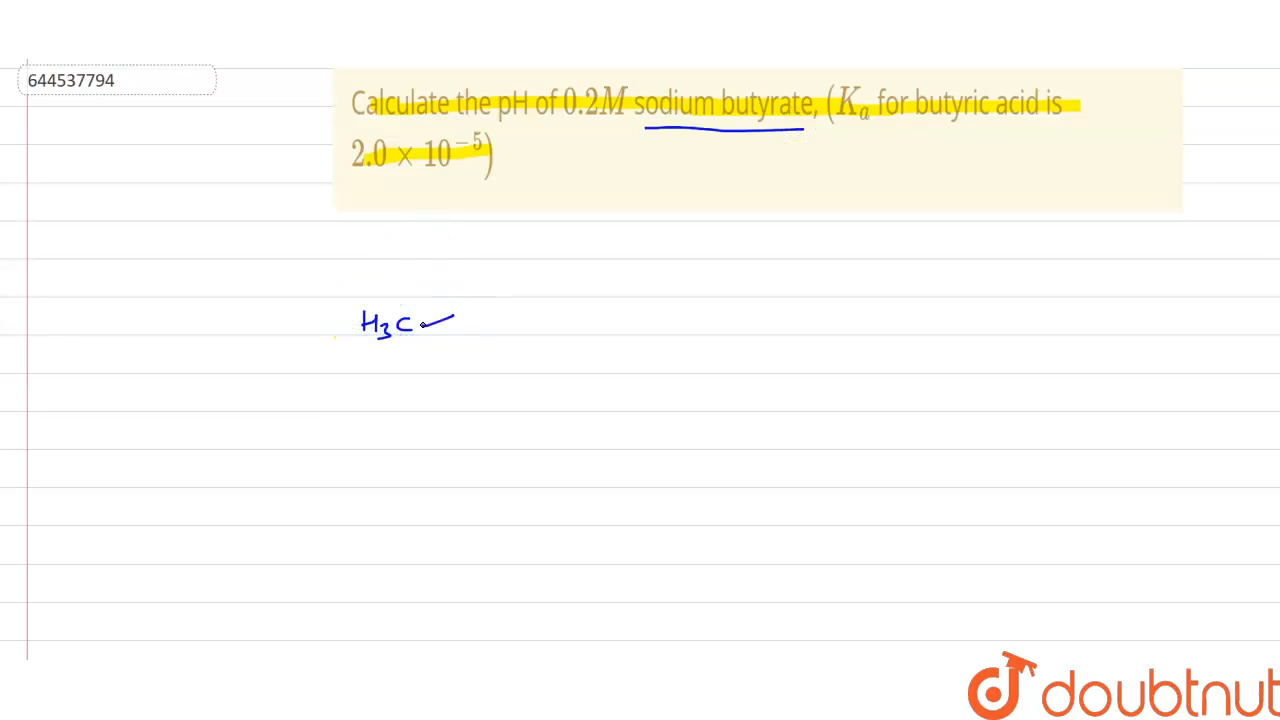 644537794
Calculate the pH of 0.2M sodium butyrate, (Kₐ for butyric acid is
2.0 × 10⁻⁵)
H₃C
doubtnut